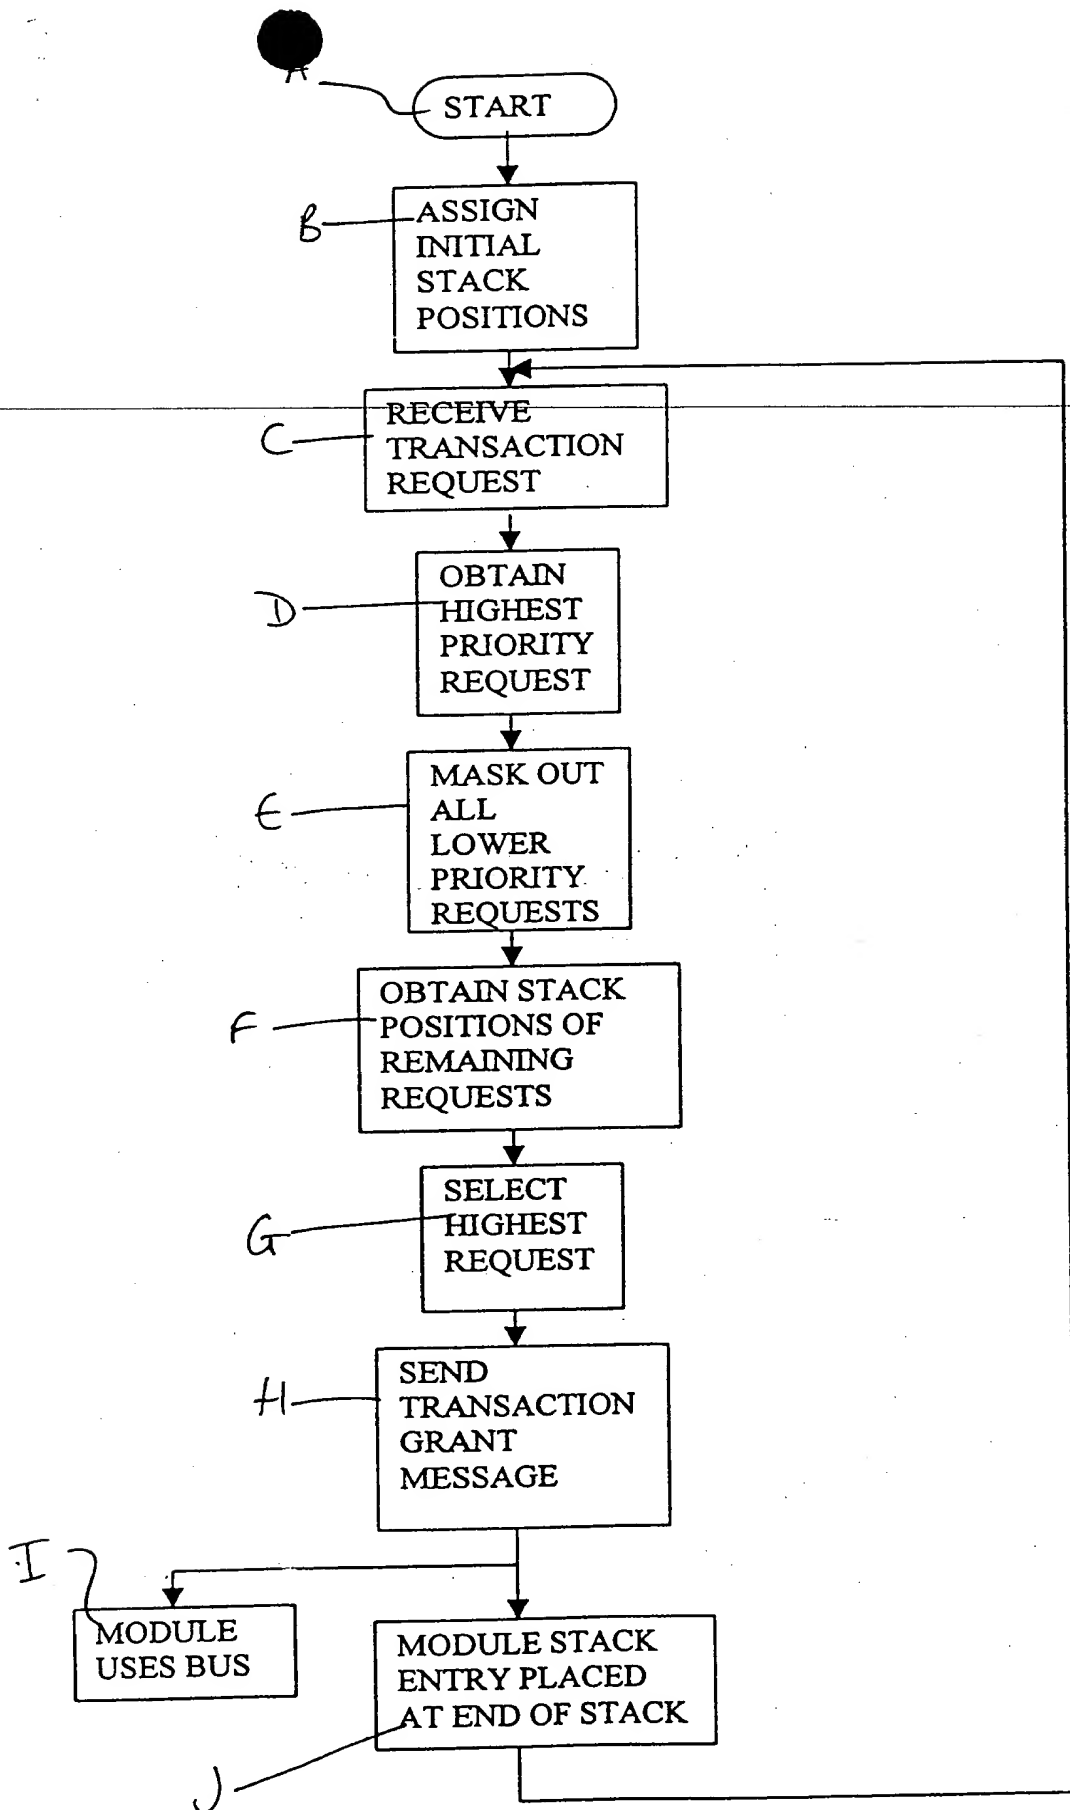 A
START
B
ASSIGN
INITIAL
STACK
POSITIONS
C
RECEIVE
TRANSACTION
REQUEST
D
OBTAIN
HIGHEST
PRIORITY
REQUEST
E
MASK OUT
ALL
LOWER
PRIORITY
REQUESTS
F
OBTAIN STACK
POSITIONS OF
REMAINING
REQUESTS
G
SELECT
HIGHEST
REQUEST
H
SEND
TRANSACTION
GRANT
MESSAGE
I
MODULE
USES BUS
MODULE STACK
ENTRY PLACED
AT END OF STACK
J